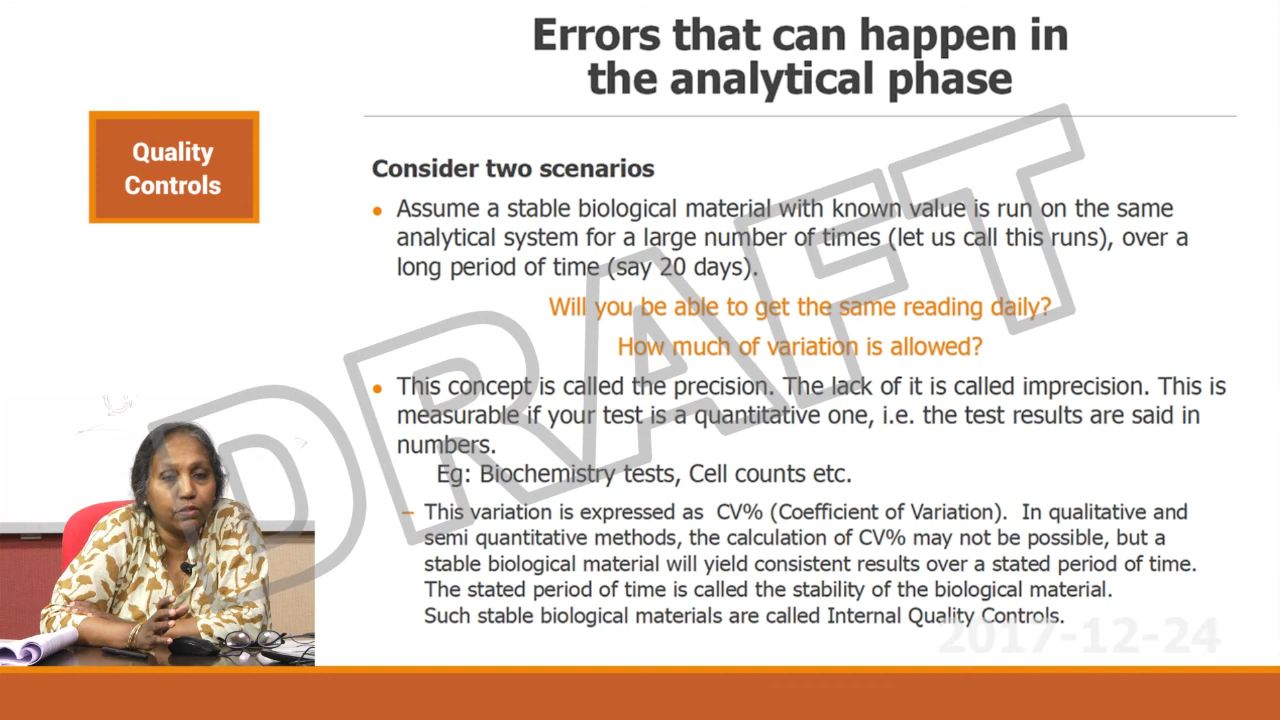 Errors that can happen in
the analytical phase
Quality
Controls
Consider two scenarios
• Assume a stable biological material with known value is run on the same
analytical system for a large number of times (let us call this runs), over a
long period of time (say 20 days).
Will you be able to get the same reading daily?
How much of variation is allowed?
• This concept is called the precision. The lack of it is called imprecision. This is
measurable if your test is a quantitative one, i.e. the test results are said in
numbers.
Eg: Biochemistry tests, Cell counts etc.
– This variation is expressed as CV% (Coefficient of Variation). In qualitative and
semi quantitative methods, the calculation of CV% may not be possible, but a
stable biological material will yield consistent results over a stated period of time.
The stated period of time is called the stability of the biological material.
Such stable biological materials are called Internal Quality Controls.
DRAFT
2017-12-24